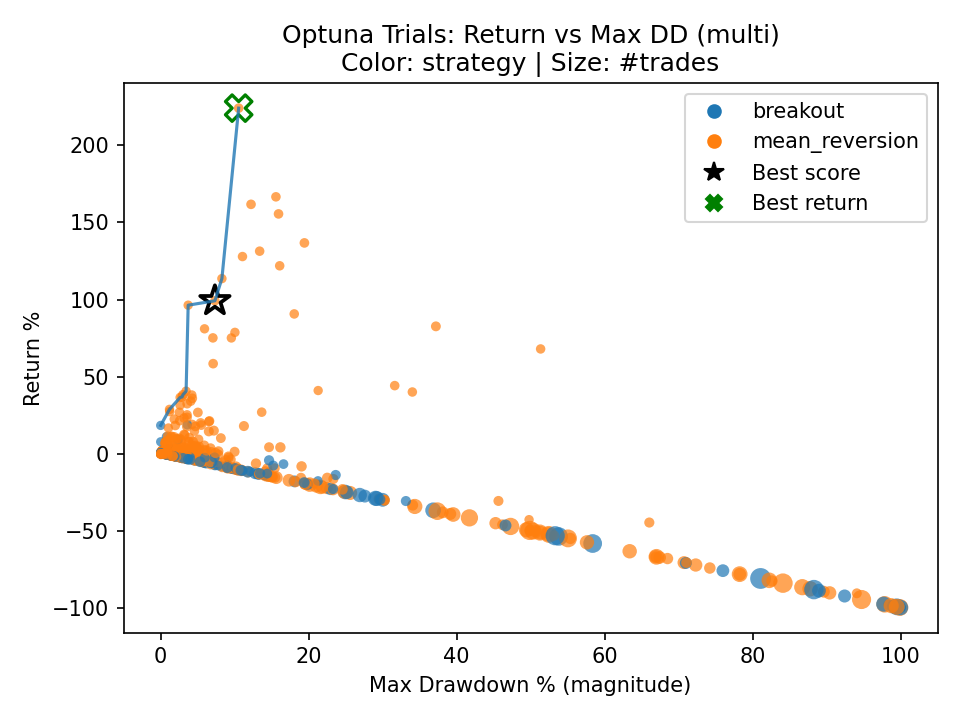 Optuna Trials: Return vs Max DD (multi)
Color: strategy | Size: #trades
breakout
mean_reversion
Best score
Best return
Return %
200
150
100
50
0
−50
−100
0
20
40
60
80
100
Max Drawdown % (magnitude)